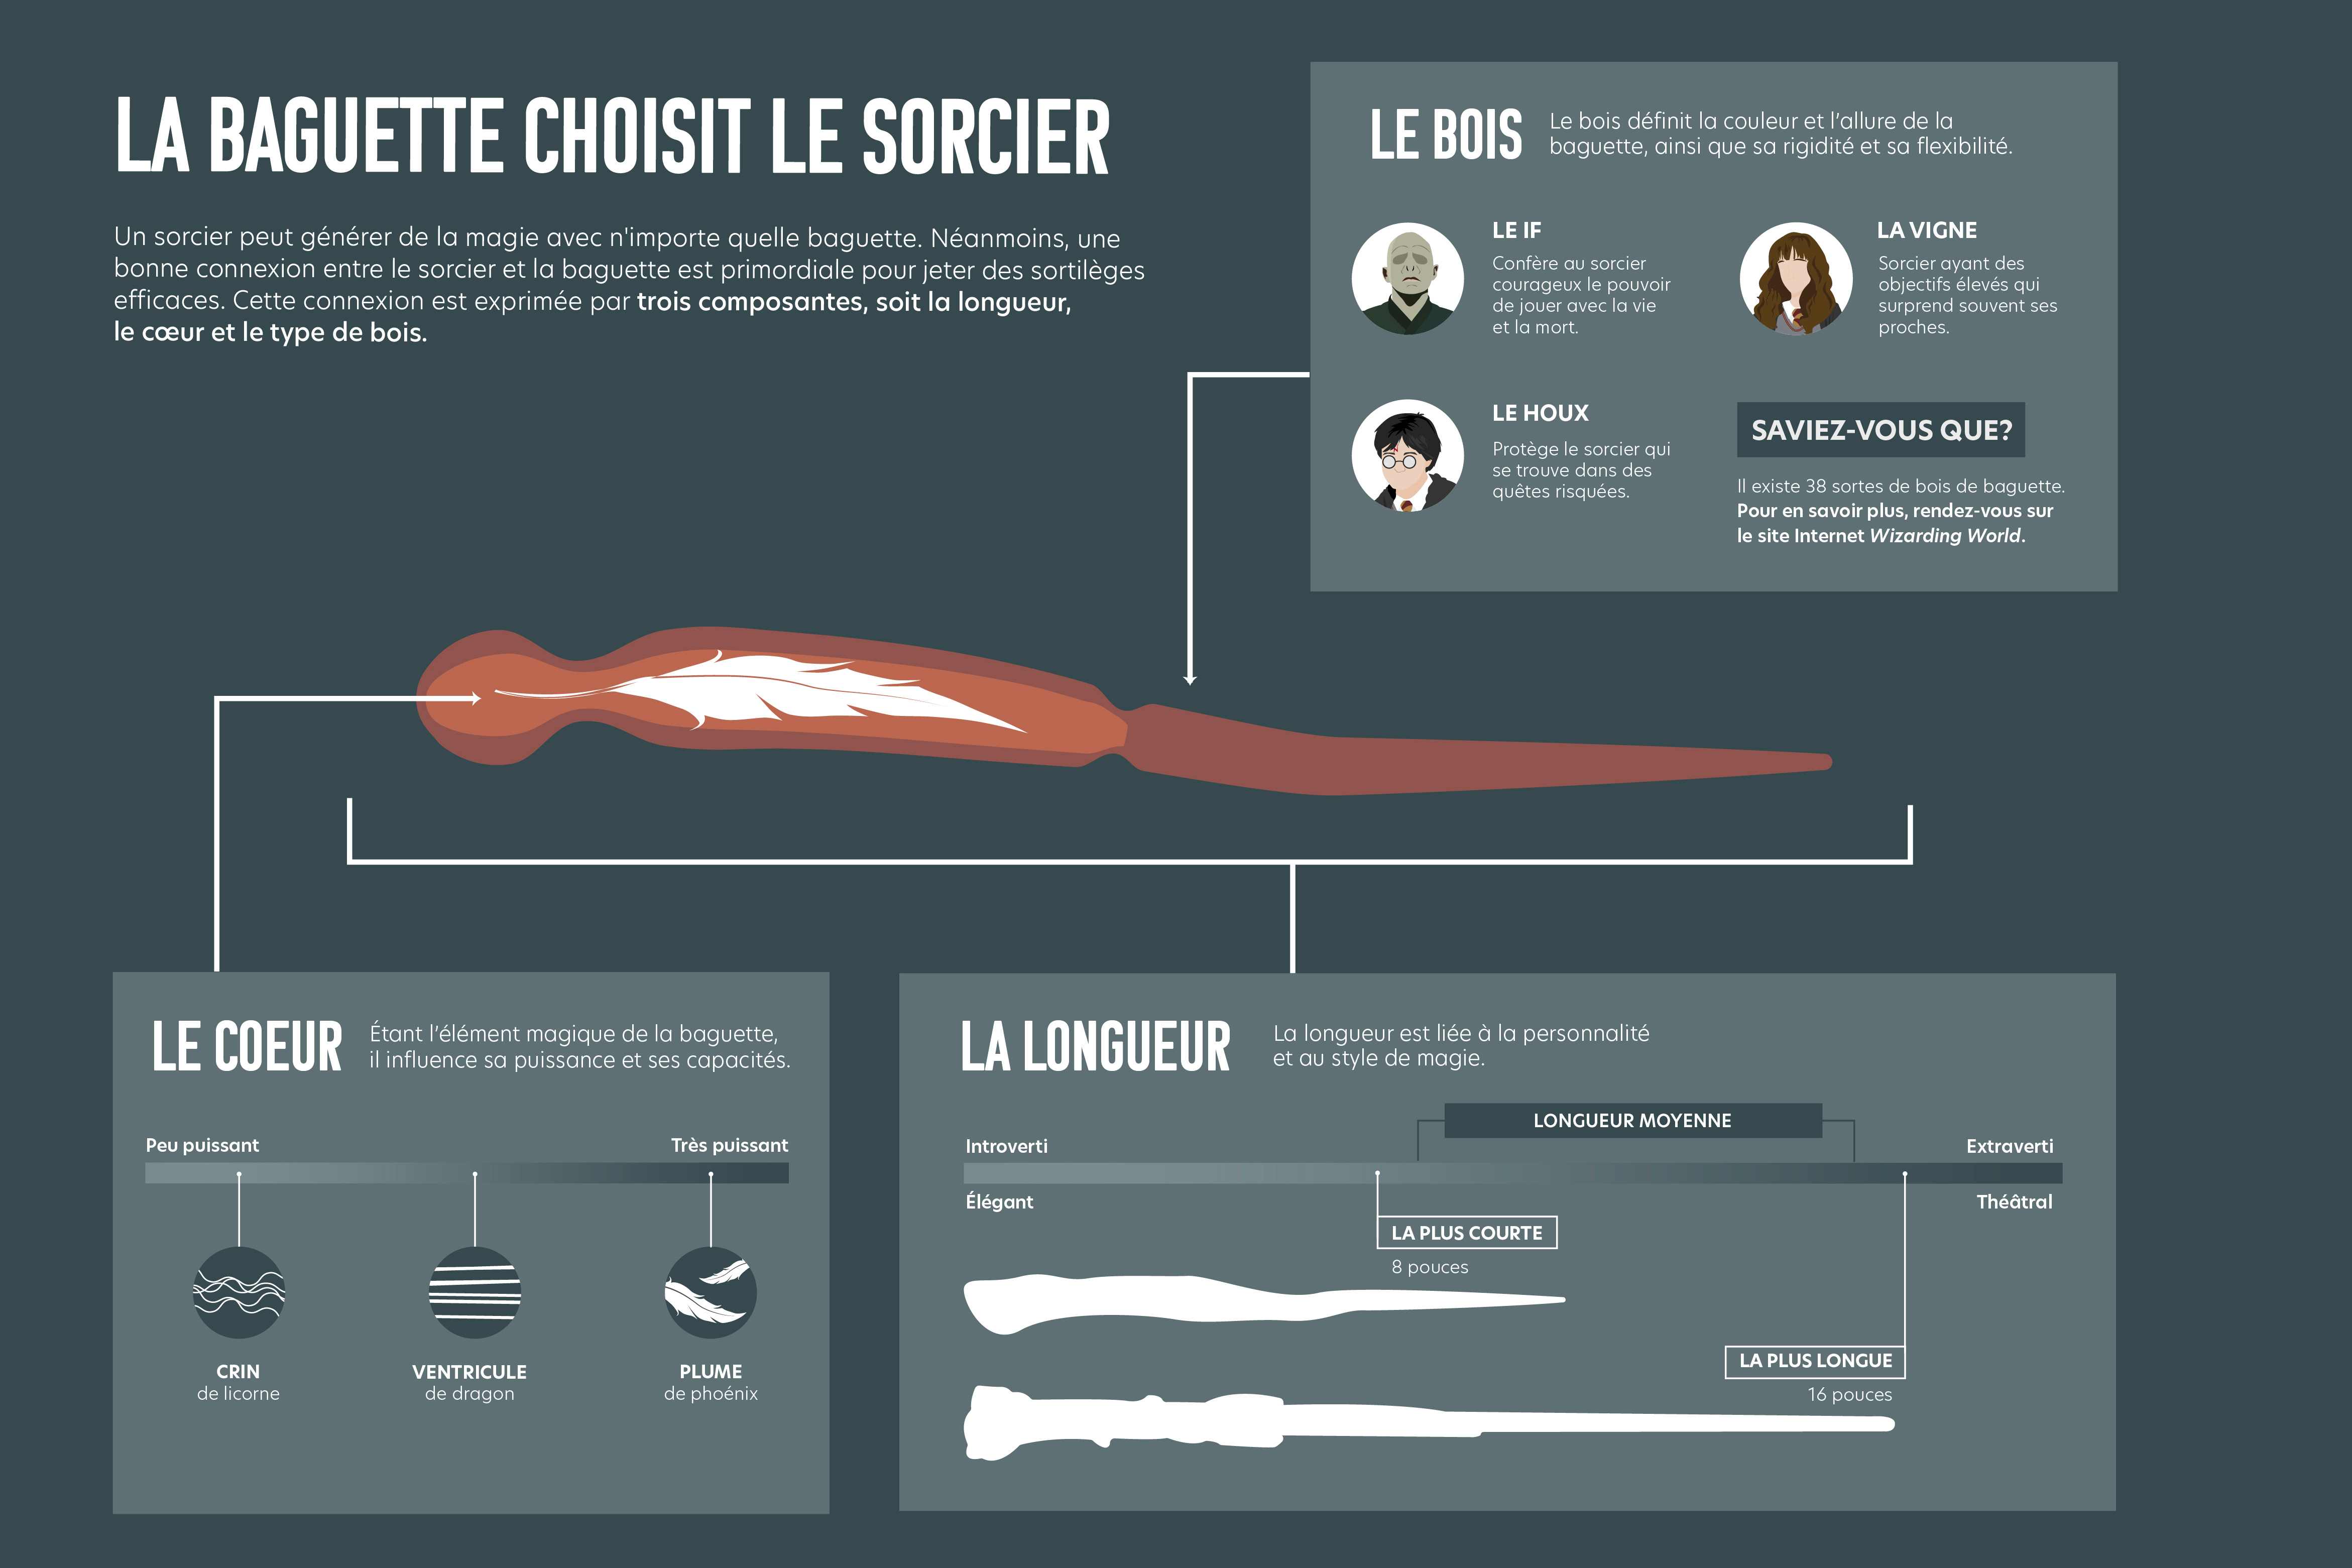 LA BAGUETTE CHOISIT LE SORCIER
Un sorcier peut générer de la magie avec n'importe quelle baguette. Néanmoins, une
bonne connexion entre le sorcier et la baguette est primordiale pour jeter des sortilèges
efficaces. Cette connexion est exprimée par trois composantes, soit la longueur,
le cœur et le type de bois.
LE BOIS
Le bois définit la couleur et l'allure de la
baguette, ainsi que sa rigidité et sa flexibilité.
LE IF
Confère au sorcier
courageux le pouvoir
de jouer avec la vie
et la mort.
LA VIGNE
Sorcier ayant des
objectifs élevés qui
surprend souvent ses
proches.
LE HOUX
Protège le sorcier qui
se trouve dans des
quêtes risquées.
SAVIEZ-VOUS QUE?
Il existe 38 sortes de bois de baguette.
Pour en savoir plus, rendez-vous sur
le site Internet Wizarding World.
LE COEUR
Étant l'élément magique de la baguette,
il influence sa puissance et ses capacités.
Peu puissant
Très puissant
CRIN
de licorne
VENTRICULE
de dragon
PLUME
de phoénix
LA LONGUEUR
La longueur est liée à la personnalité
et au style de magie.
LONGUEUR MOYENNE
Introverti
Extraverti
Élégant
Théâtral
LA PLUS COURTE
8 pouces
LA PLUS LONGUE
16 pouces